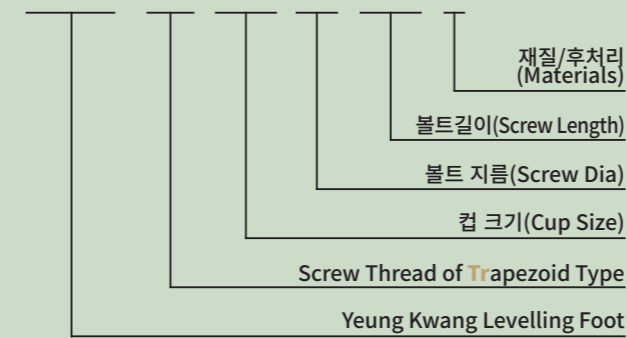 재질/후처리
(Materials)
볼트길이(Screw Length)
볼트 지름(Screw Dia)
컵 크기(Cup Size)
Screw Thread of Trapezoid Type
Yeung Kwang Levelling Foot